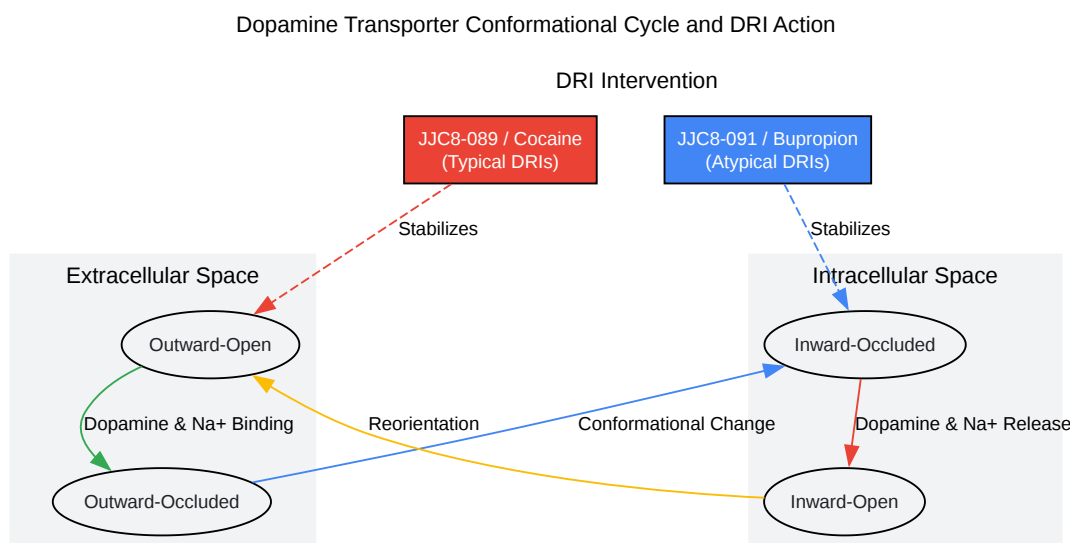 Dopamine Transporter Conformational Cycle and DRI Action
DRI Intervention
JJC8-089 / Cocaine
(Typical DRIs)
JJC8-091 / Bupropion
(Atypical DRIs)
Stabilizes
Stabilizes
Extracellular Space
Intracellular Space
Outward-Open
Inward-Occluded
Dopamine & Na+ Binding
Reorientation
Conformational Change
Dopamine & Na+ Release
Outward-Occluded
Inward-Open